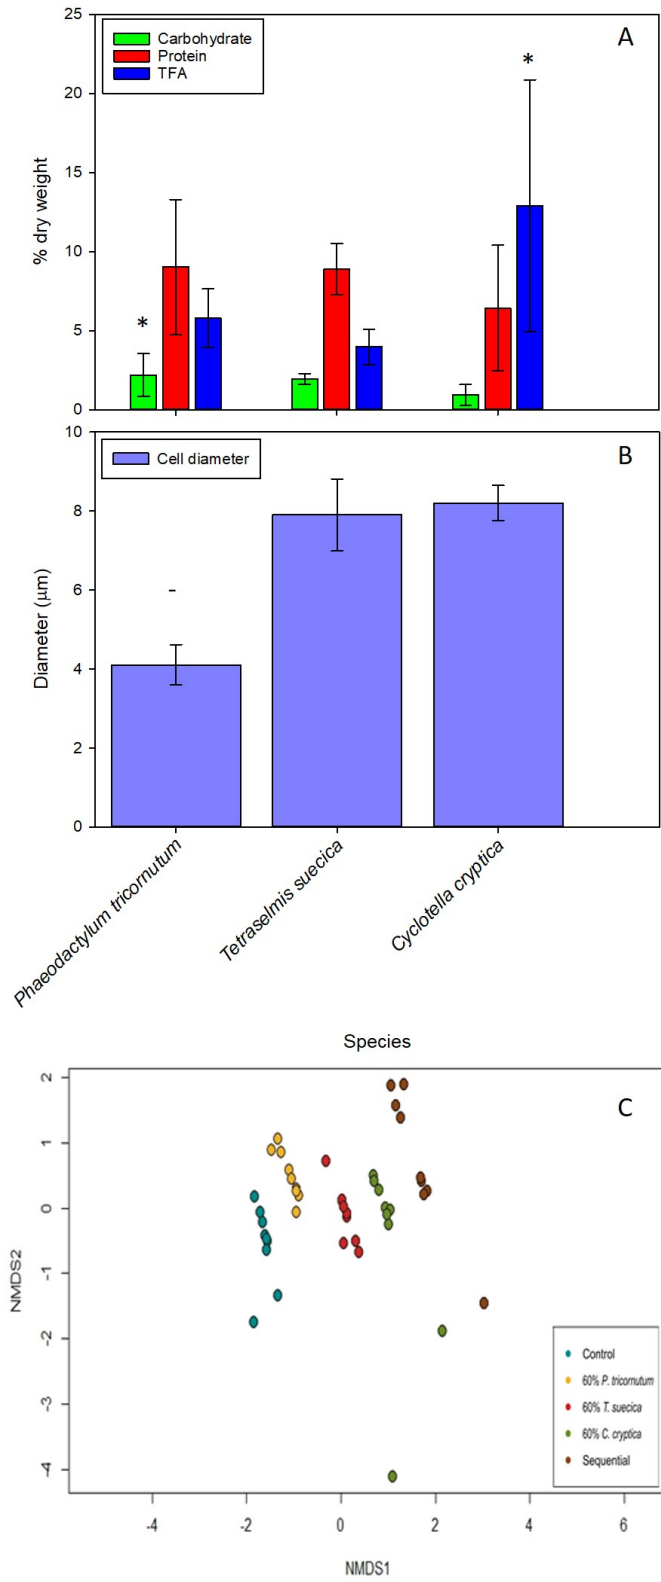 25
20
15
10
5
0
% dry weight
Carbohydrate
Protein
TFA
A
*
*
10
8
6
4
2
0
Diameter (μm)
Cell diameter
B
Phaeodactylum tricornutum
Tetraselmis suecica
Cyclotella cryptica
Species
2
1
0
-1
-2
-3
-4
NMDS2
C
Control
60% P. tricornutum
60% T. suecica
60% C. cryptica
Sequential
-4 -2 0 2 4 6
NMDS1